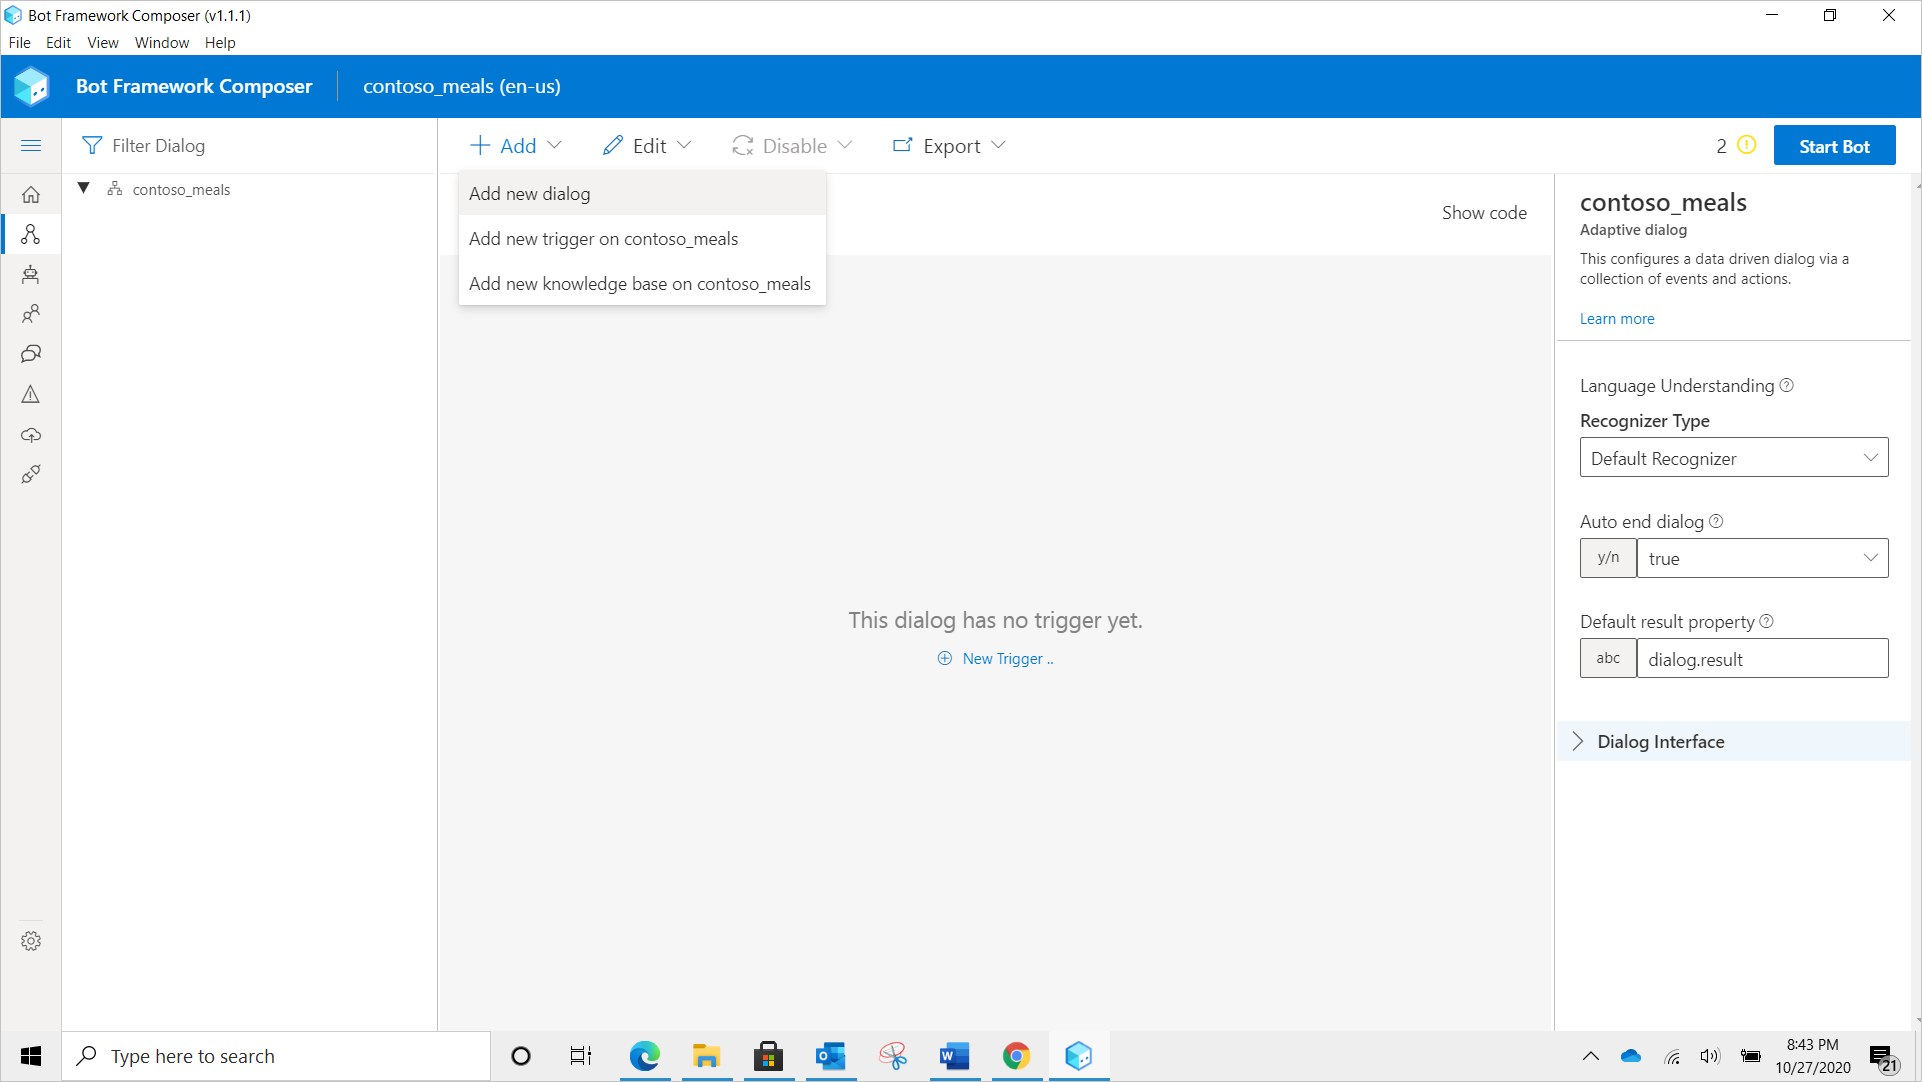 Bot Framework Composer (v1.1.1)
File Edit View Window Help
Bot Framework Composer contoso_meals (en-us)
Filter Dialog
Add Edit Disable Export 2 Start Bot
contoso_meals
Add new dialog
Add new trigger on contoso_meals
Add new knowledge base on contoso_meals
Show code
This dialog has no trigger yet.
New Trigger ..
contoso_meals
Adaptive dialog
This configures a data driven dialog via a
collection of events and actions.
Learn more
Language Understanding
Recognizer Type
Default Recognizer
Auto end dialog
y/n true
Default result property
abc dialog.result
Dialog Interface
Type here to search
8:43 PM
10/27/2020
21